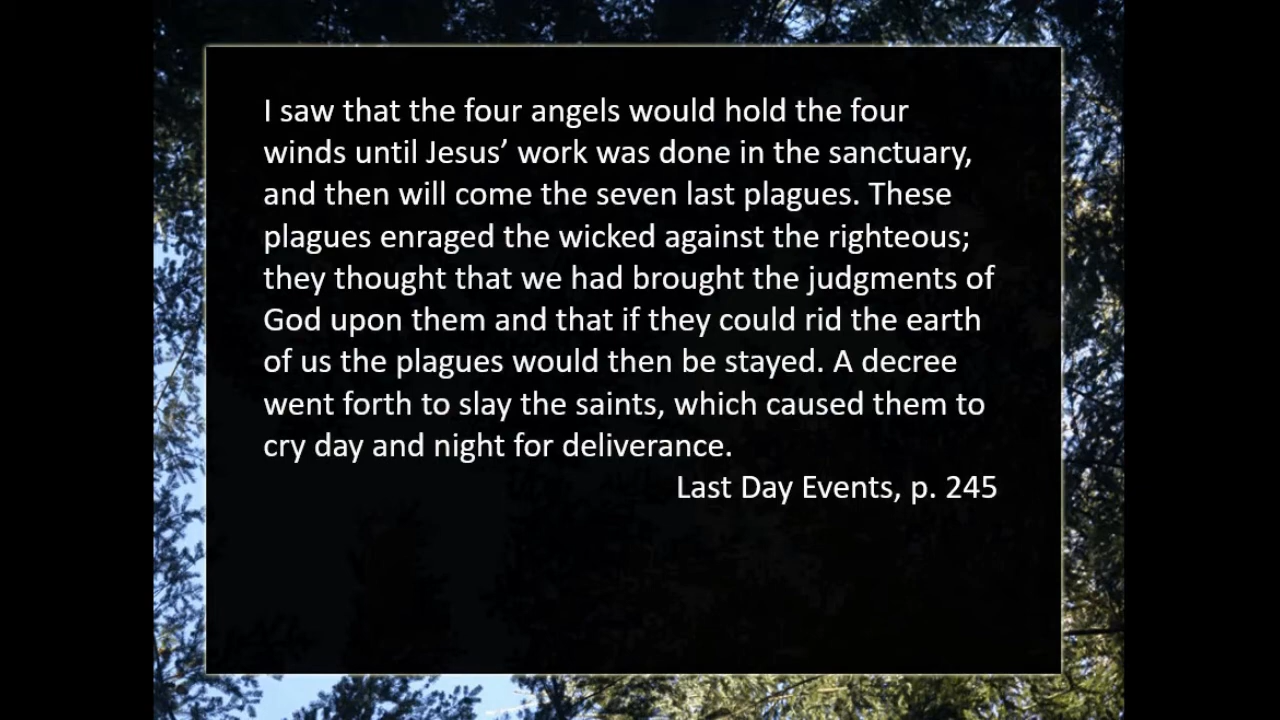 I saw that the four angels would hold the four
winds until Jesus’ work was done in the sanctuary,
and then will come the seven last plagues. These
plagues enraged the wicked against the righteous;
they thought that we had brought the judgments of
God upon them and that if they could rid the earth
of us the plagues would then be stayed. A decree
went forth to slay the saints, which caused them to
cry day and night for deliverance.
Last Day Events, p. 245